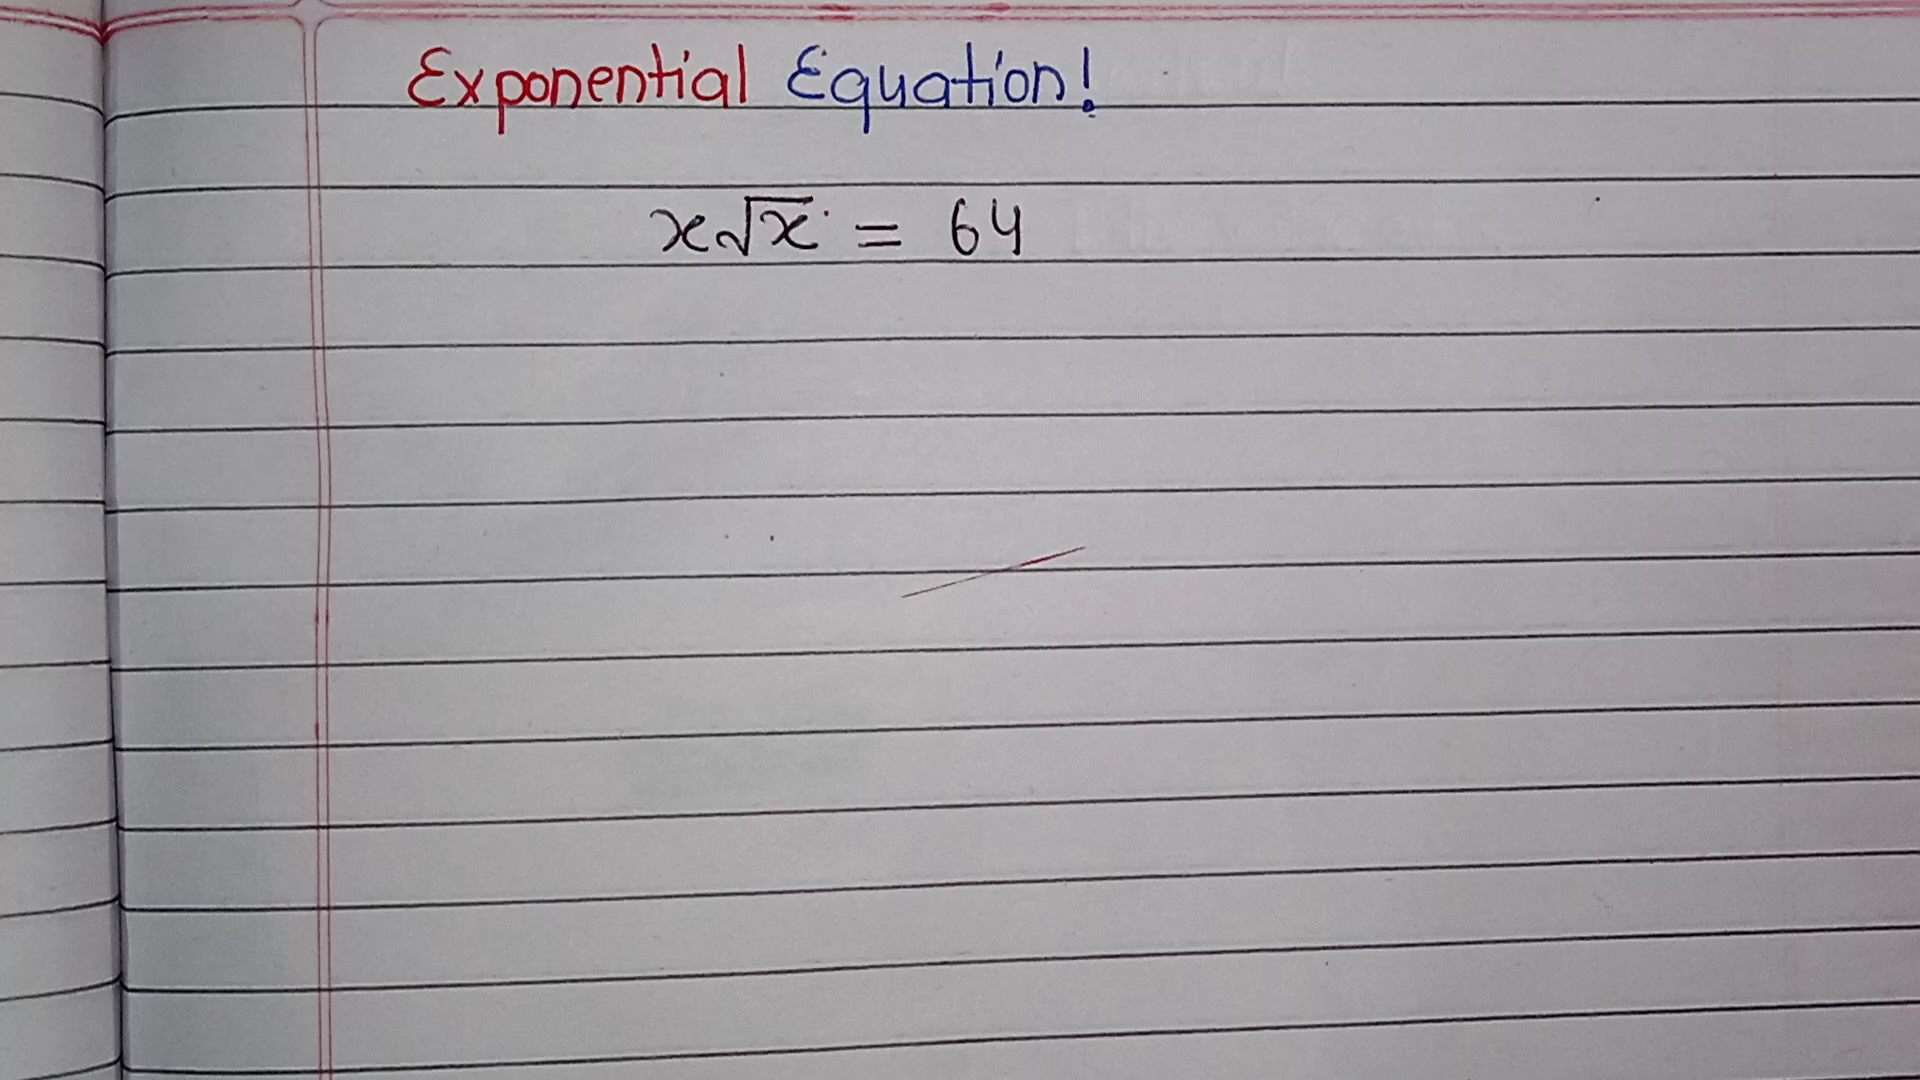 Exponential Equation!
x√x = 64